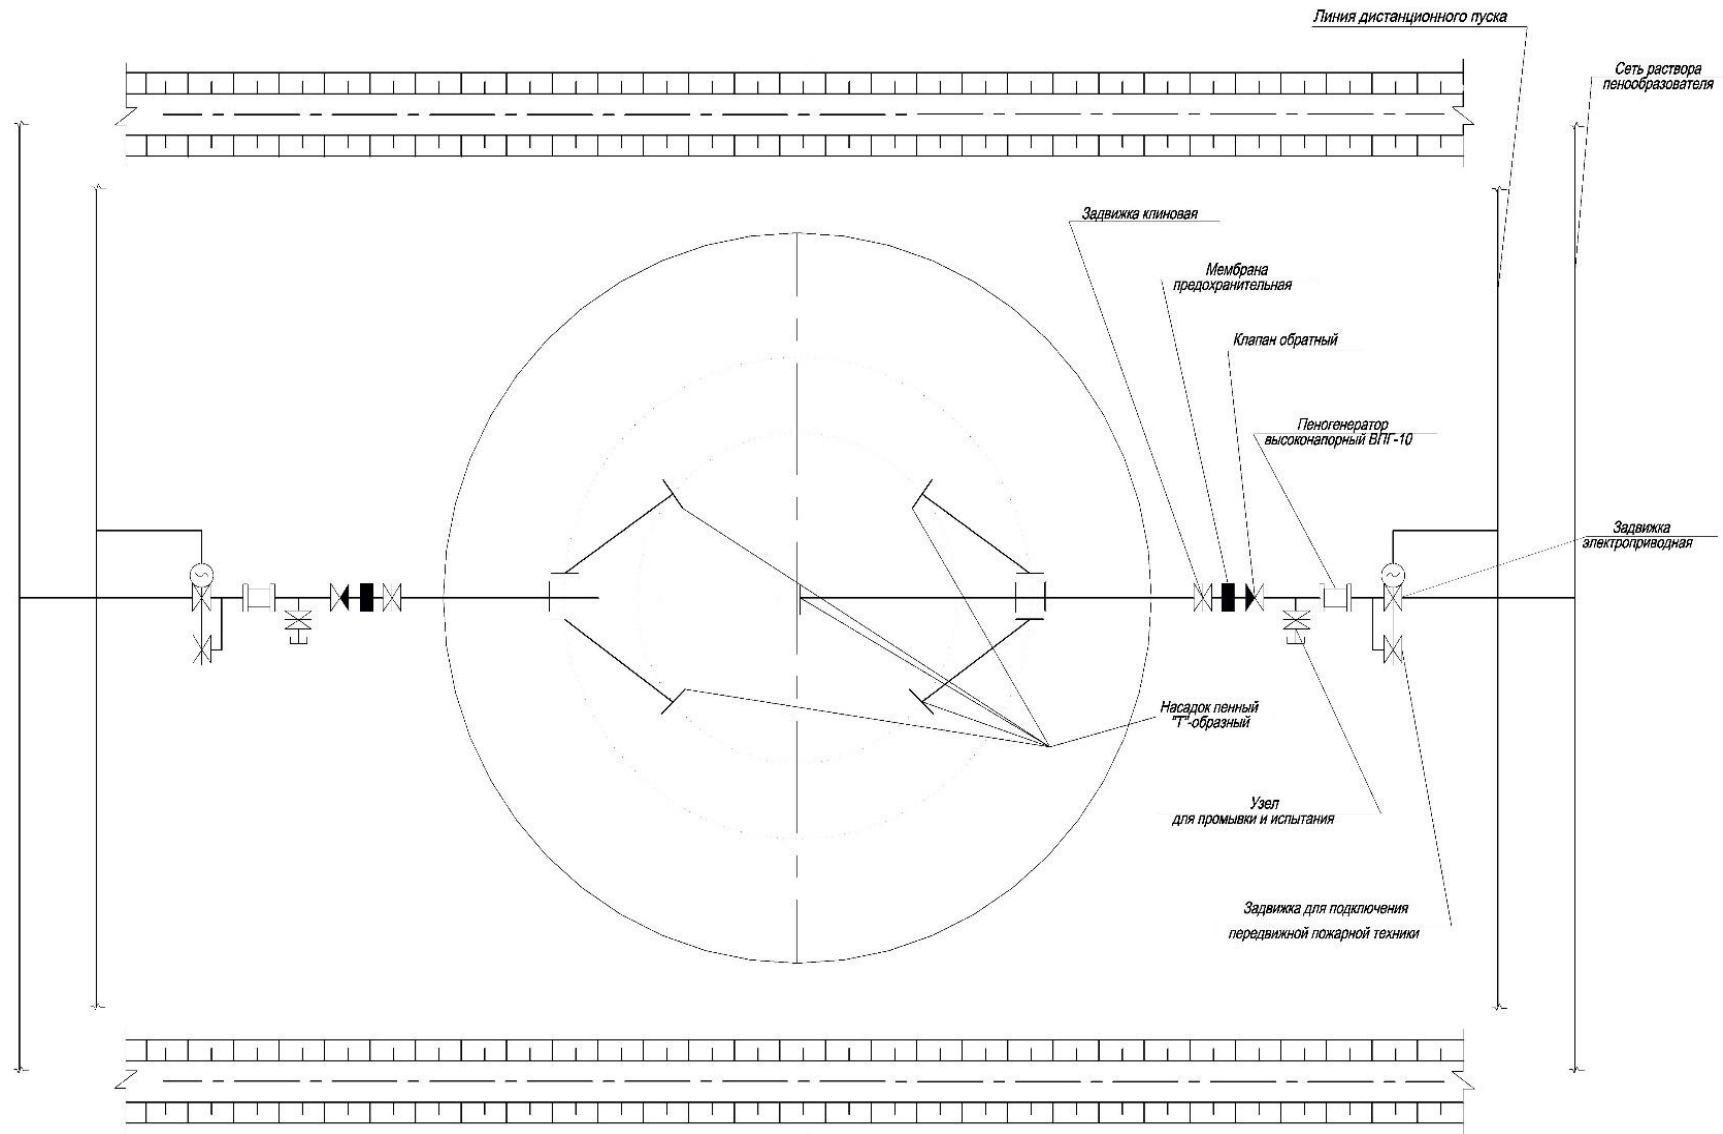 Линия дистанционного пуска
Сеть раствора
пенообразователя
Задвижка клиновая
Мембрана
предохранительная
Клапан обратный
Пеногенератор
высоконапорный ВПГ-10
Задвижка
электроприводная
Насадок пенный
"Т"-образный
Узел
для промывки и испытания
Задвижка для подключения
передвижной пожарной техники